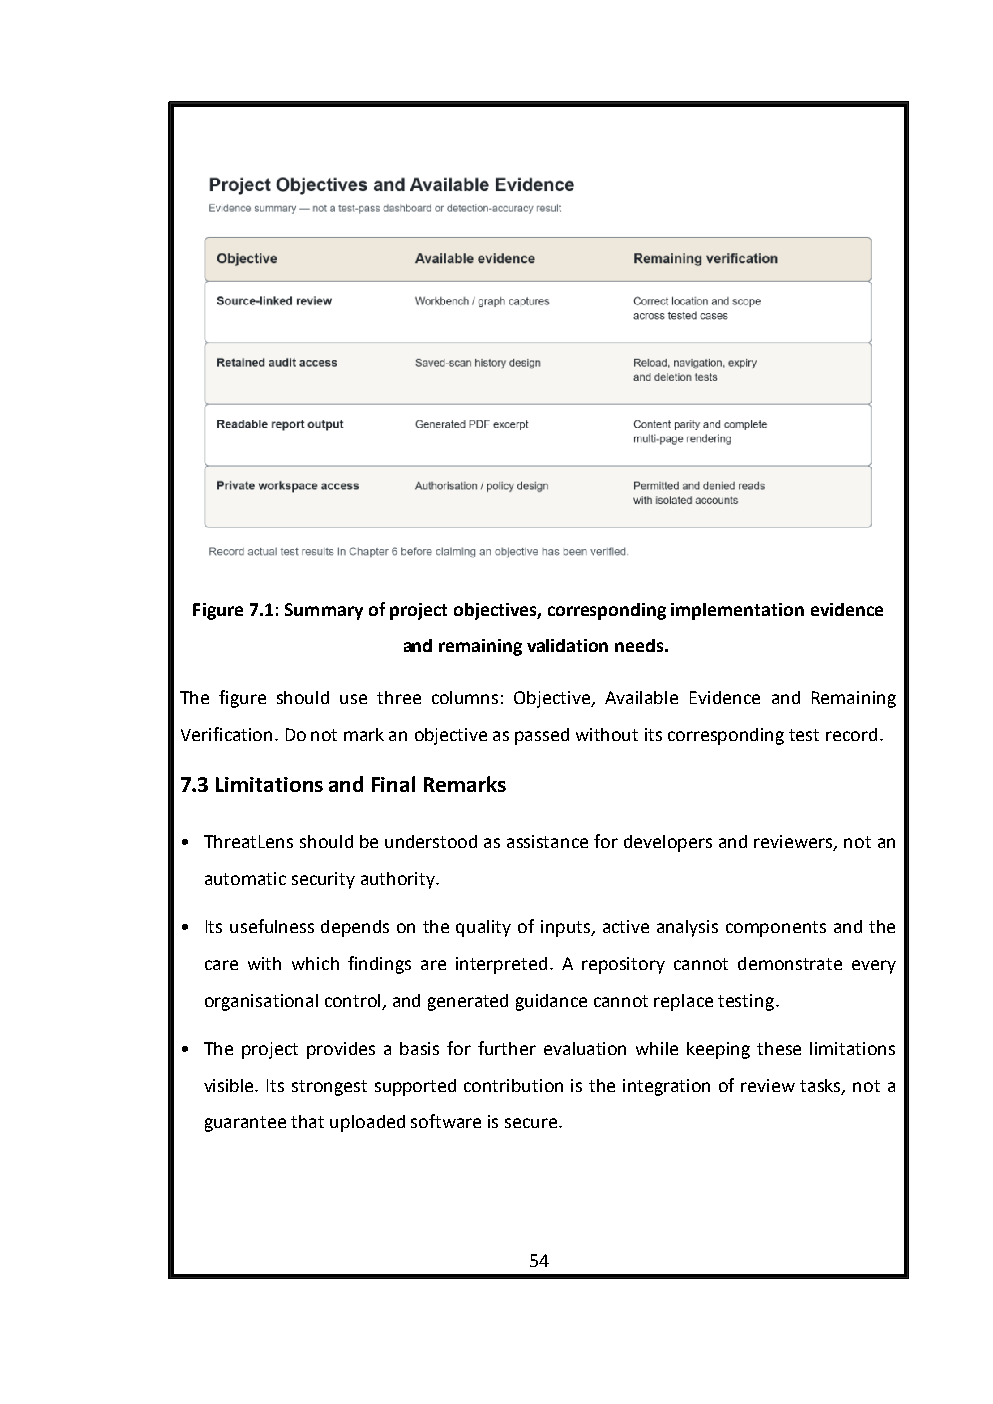 Project Objectives and Available Evidence
Evidence summary — not a test-pass dashboard or detection-accuracy result
Objective Available evidence Remaining verification
Source-linked review Workbench / graph captures Correct location and scope
across tested cases
Retained audit access Saved-scan history design Reload, navigation, expiry
and deletion tests
Readable report output Generated PDF excerpt Content parity and complete
multi-page rendering
Private workspace access Authorisation / policy design Permitted and denied reads
with isolated accounts
Record actual test results in Chapter 6 before claiming an objective has been verified.
Figure 7.1: Summary of project objectives, corresponding implementation evidence
and remaining validation needs.
The figure should use three columns: Objective, Available Evidence and Remaining
Verification. Do not mark an objective as passed without its corresponding test record.
7.3 Limitations and Final Remarks
• ThreatLens should be understood as assistance for developers and reviewers, not an
automatic security authority.
• Its usefulness depends on the quality of inputs, active analysis components and the
care with which findings are interpreted. A repository cannot demonstrate every
organisational control, and generated guidance cannot replace testing.
• The project provides a basis for further evaluation while keeping these limitations
visible. Its strongest supported contribution is the integration of review tasks, not a
guarantee that uploaded software is secure.
54